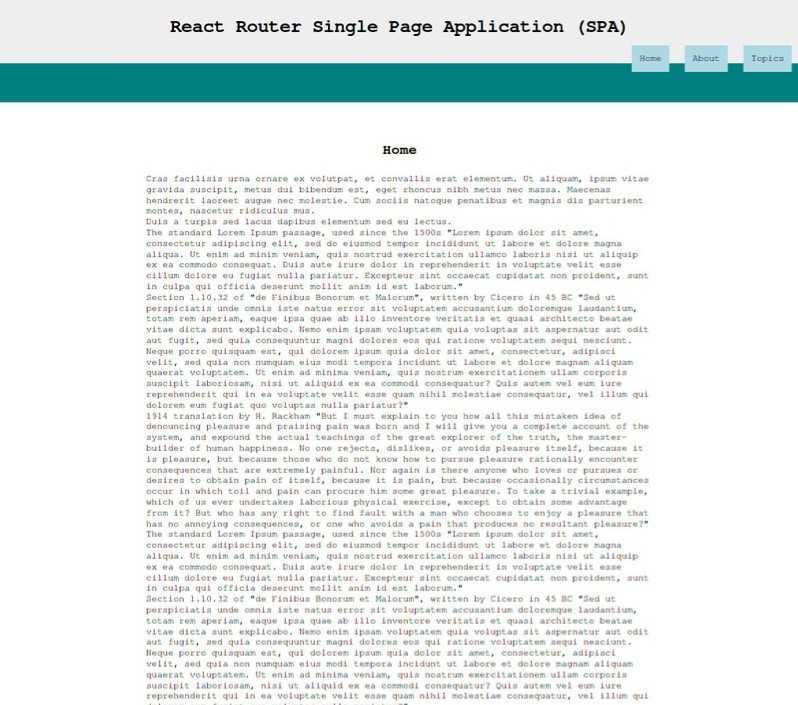 React Router Single Page Application (SPA)
Home About Topics
Home
Cras facilisis urna ornare ex volutpat, et convallis erat elementum. Ut aliquam, ipsum vitae
gravida suscipit, metus dui bibendum est, eget rhoncus nibh metus nec massa. Maecenas
hendrerit laoreet augue nec molestie. Cum sociis natoque penatibus et magnis dis parturient
montes, nascetur ridiculus mus.
Duis a turpis sed lacus dapibus elementum sed eu lectus.
The standard Lorem Ipsum passage, used since the 1500s "Lorem ipsum dolor sit amet,
consectetur adipiscing elit, sed do eiusmod tempor incididunt ut labore et dolore magna
aliqua. Ut enim ad minim veniam, quis nostrud exercitation ullamco laboris nisi ut aliquip
ex ea commodo consequat. Duis aute irure dolor in reprehenderit in voluptate velit esse
cillum dolore eu fugiat nulla pariatur. Excepteur sint occaecat cupidatat non proident, sunt
in culpa qui officia deserunt mollit anim id est laborum."
Section 1.10.32 of "de Finibus Bonorum et Malorum", written by Cicero in 45 BC "Sed ut
perspiciatis unde omnis iste natus error sit voluptatem accusantium doloremque laudantium,
totam rem aperiam, eaque ipsa quae ab illo inventore veritatis et quasi architecto beatae
vitae dicta sunt explicabo. Nemo enim ipsam voluptatem quia voluptas sit aspernatur aut odit
aut fugit, sed quia consequuntur magni dolores eos qui ratione voluptatem sequi nesciunt.
Neque porro quisquam est, qui dolorem ipsum quia dolor sit amet, consectetur, adipisci
velit, sed quia non numquam eius modi tempora incidunt ut labore et dolore magnam aliquam
quaerat voluptatem. Ut enim ad minima veniam, quis nostrum exercitationem ullam corporis
suscipit laboriosam, nisi ut aliquid ex ea commodi consequatur? Quis autem vel eum iure
reprehenderit qui in ea voluptate velit esse quam nihil molestiae consequatur, vel illum qui
dolorem eum fugiat quo voluptas nulla pariatur?"
1914 translation by H. Rackham "But I must explain to you how all this mistaken idea of
denouncing pleasure and praising pain was born and I will give you a complete account of the
system, and expound the actual teachings of the great explorer of the truth, the master-
builder of human happiness. No one rejects, dislikes, or avoids pleasure itself, because it
is pleasure, but because those who do not know how to pursue pleasure rationally encounter
consequences that are extremely painful. Nor again is there anyone who loves or pursues or
desires to obtain pain of itself, because it is pain, but because occasionally circumstances
occur in which toil and pain can procure him some great pleasure. To take a trivial example,
which of us ever undertakes laborious physical exercise, except to obtain some advantage
from it? But who has any right to find fault with a man who chooses to enjoy a pleasure that
has no annoying consequences, or one who avoids a pain that produces no resultant pleasure?"
The standard Lorem Ipsum passage, used since the 1500s "Lorem ipsum dolor sit amet,
consectetur adipiscing elit, sed do eiusmod tempor incididunt ut labore et dolore magna
aliqua. Ut enim ad minim veniam, quis nostrud exercitation ullamco laboris nisi ut aliquip
ex ea commodo consequat. Duis aute irure dolor in reprehenderit in voluptate velit esse
cillum dolore eu fugiat nulla pariatur. Excepteur sint occaecat cupidatat non proident, sunt
in culpa qui officia deserunt mollit anim id est laborum."
Section 1.10.32 of "de Finibus Bonorum et Malorum", written by Cicero in 45 BC "Sed ut
perspiciatis unde omnis iste natus error sit voluptatem accusantium doloremque laudantium,
totam rem aperiam, eaque ipsa quae ab illo inventore veritatis et quasi architecto beatae
vitae dicta sunt explicabo. Nemo enim ipsam voluptatem quia voluptas sit aspernatur aut odit
aut fugit, sed quia consequuntur magni dolores eos qui ratione voluptatem sequi nesciunt.
Neque porro quisquam est, qui dolorem ipsum quia dolor sit amet, consectetur, adipisci
velit, sed quia non numquam eius modi tempora incidunt ut labore et dolore magnam aliquam
quaerat voluptatem. Ut enim ad minima veniam, quis nostrum exercitationem ullam corporis
suscipit laboriosam, nisi ut aliquid ex ea commodi consequatur? Quis autem vel eum iure
reprehenderit qui in ea voluptate velit esse quam nihil molestiae consequatur, vel illum qui